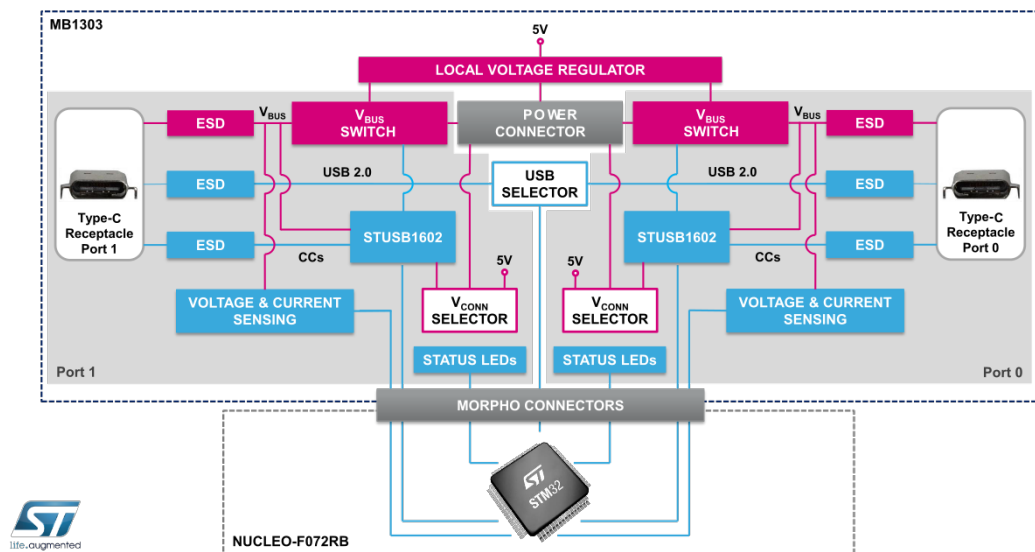 MB1303
5V
LOCAL VOLTAGE REGULATOR
ESD
VBUS
VBUS
SWITCH
POWER
CONNECTOR
VBUS
SWITCH
VBUS
ESD
USB 2.0
USB
SELECTOR
USB 2.0
ESD
ESD
Type-C
Receptacle
Port 1
Type-C
Receptacle
Port 0
ESD
CCs
STUSB1602
STUSB1602
CCs
ESD
5V
5V
VOLTAGE & CURRENT
SENSING
VCONN
SELECTOR
VCONN
SELECTOR
VOLTAGE & CURRENT
SENSING
STATUS LEDs
STATUS LEDs
Port 1
Port 0
MORPHO CONNECTORS
ST
STM32
ST
life.augmented
NUCLEO-F072RB